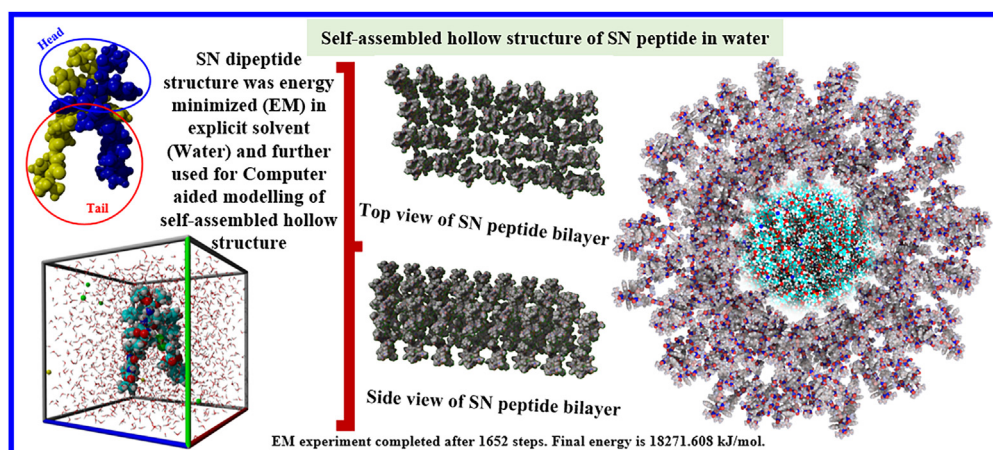 Self-assembled hollow structure of SN peptide in water
Head
Tail
SN dipeptide
structure was energy
minimized (EM) in
explicit solvent
(Water) and further
used for Computer
aided modelling of
self-assembled hollow
structure
Top view of SN peptide bilayer
Side view of SN peptide bilayer
EM experiment completed after 1652 steps. Final energy is 18271.608 kJ/mol.